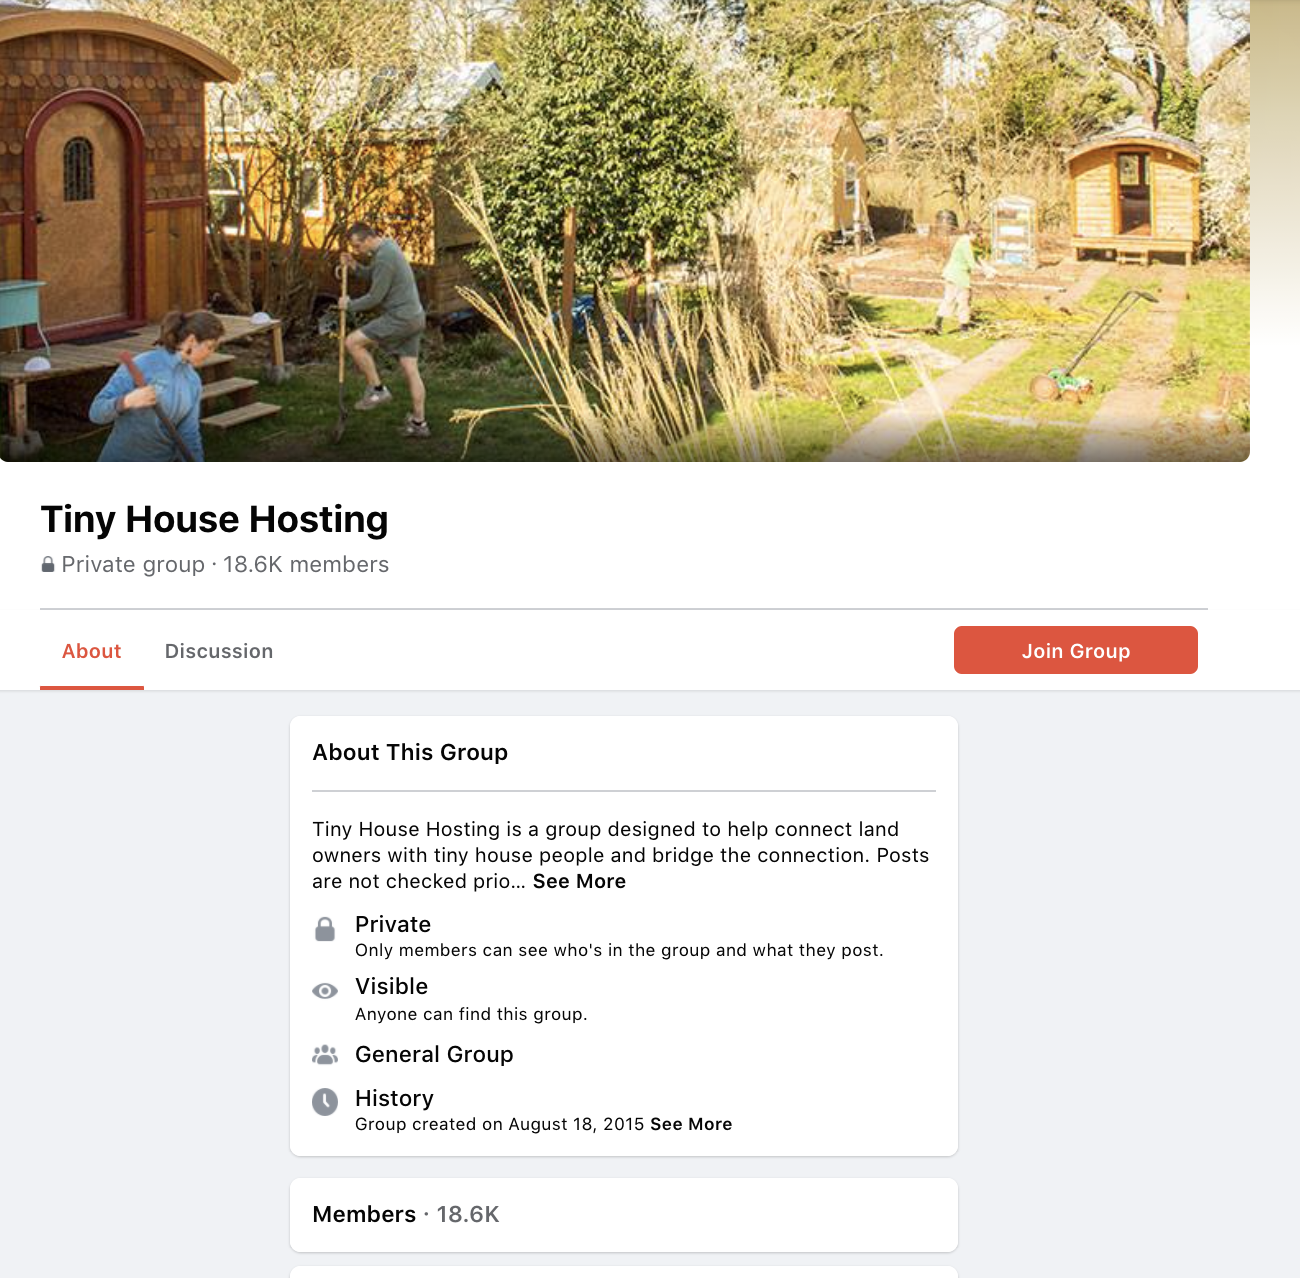 Tiny House Hosting
Private group · 18.6K members
About
Discussion
Join Group
About This Group
Tiny House Hosting is a group designed to help connect land
owners with tiny house people and bridge the connection. Posts
are not checked prio... See More
Private
Only members can see who's in the group and what they post.
Visible
Anyone can find this group.
General Group
History
Group created on August 18, 2015 See More
Members · 18.6K